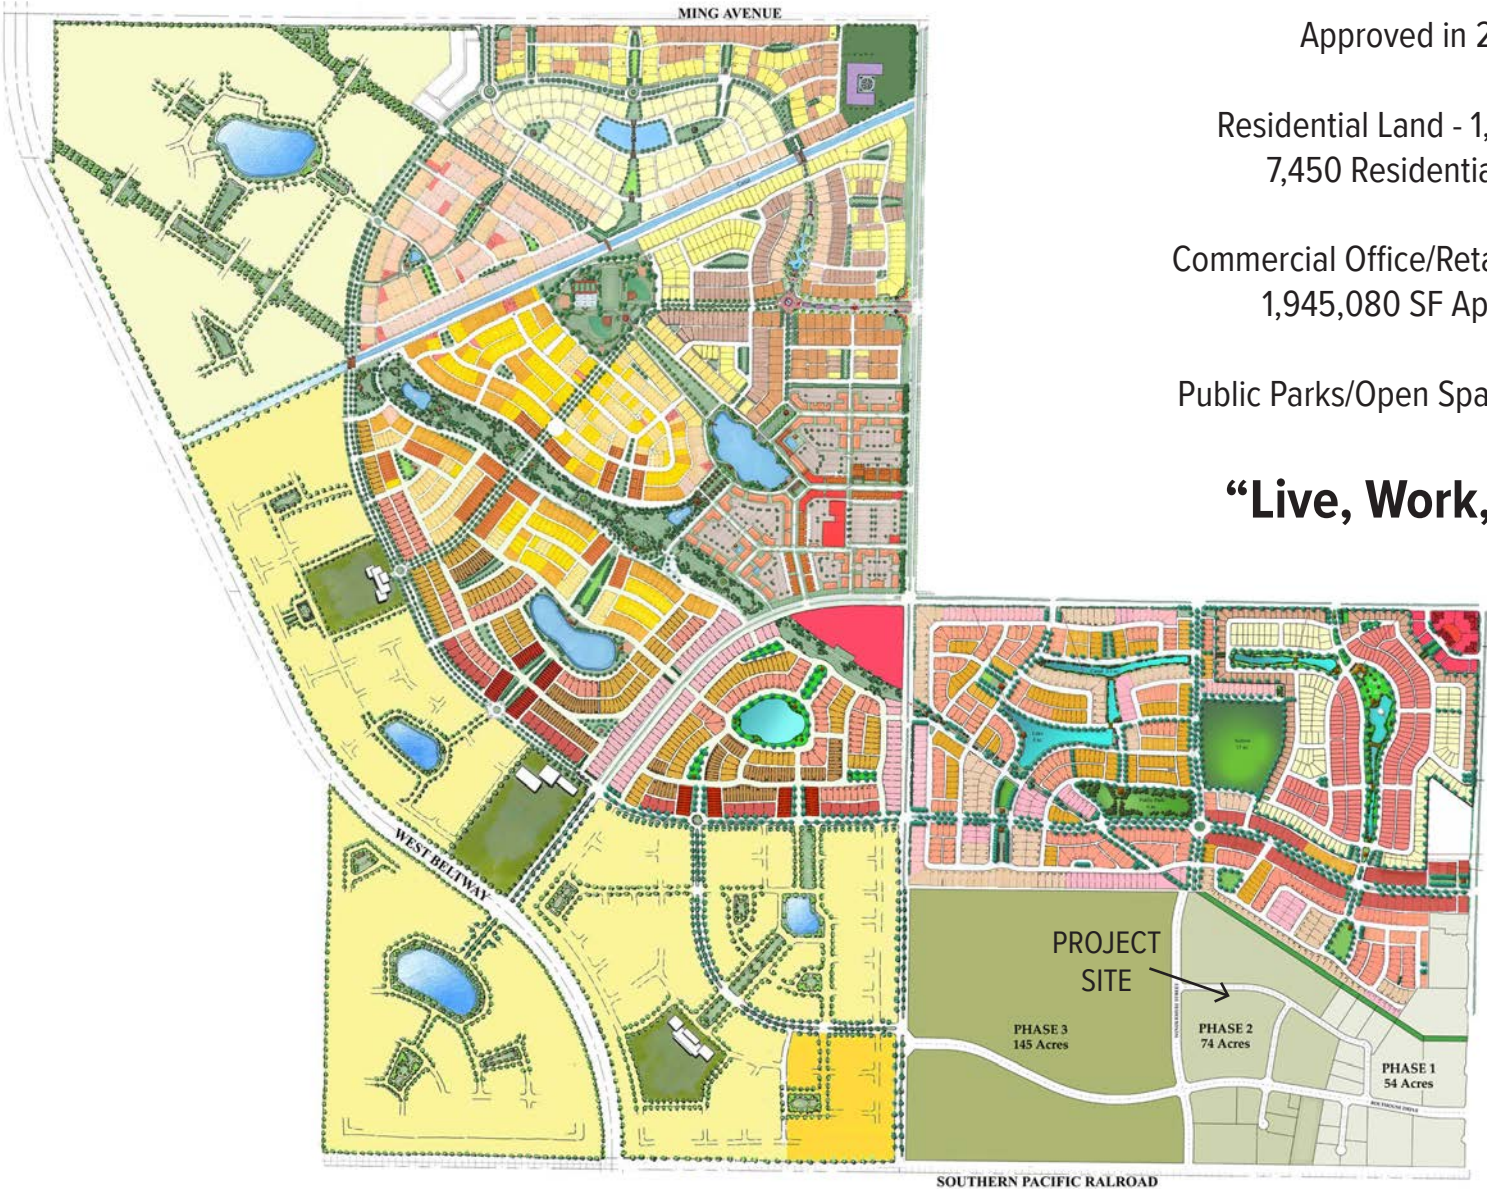 MING AVENUE
Approved in 2
Residential Land - 1,
7,450 Residentia
Commercial Office/Reta
1,945,080 SF Ap
Public Parks/Open Spa
“Live, Work,
Canal
WEST BELTWAY
PROJECT
SITE
PHASE 3
145 Acres
PHASE 2
74 Acres
PHASE 1
54 Acres
SOUTHERN PACIFIC RALROAD